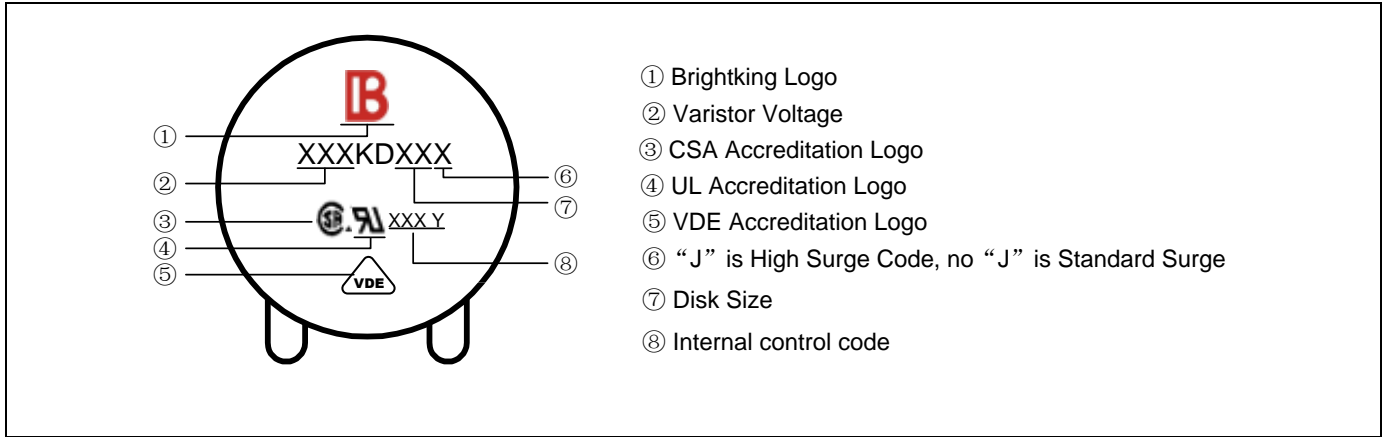 B
① XXXKDXXX
② ⑥
⑦
③ XXX Y
④ ⑧
⑤ VDE
① Brightking Logo
② Varistor Voltage
③ CSA Accreditation Logo
④ UL Accreditation Logo
⑤ VDE Accreditation Logo
⑥ “J” is High Surge Code, no “J” is Standard Surge
⑦ Disk Size
⑧ Internal control code